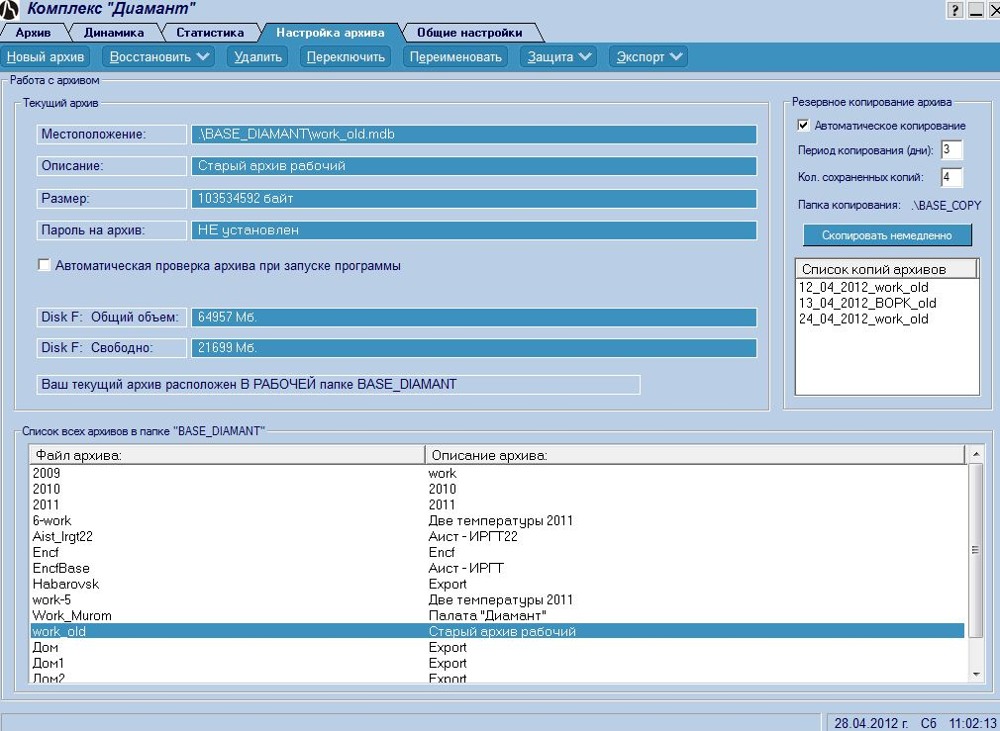 Комплекс "Диамант"
Архив Динамика Статистика Настройка архива Общие настройки
Новый архив Восстановить Удалить Переключить Переименовать Защита Экспорт
Работа с архивом
Текущий архив
Местоположение: .\BASE_DIAMANT\work_old.mdb
Описание: Старый архив рабочий
Размер: 103534592 байт
Пароль на архив: НЕ установлен
Автоматическая проверка архива при запуске программы
Disk F: Общий объем: 64957 Мб.
Disk F: Свободно: 21699 Мб.
Ваш текущий архив расположен В РАБОЧЕЙ папке BASE_DIAMANT
Резервное копирование архива
Автоматическое копирование
Период копирования (дни): 3
Кол. сохраненных копий: 4
Папка копирования: .\BASE_COPY
Скопировать немедленно
Список копий архивов
12_04_2012_work_old
13_04_2012_ВОРК_old
24_04_2012_work_old
Список всех архивов в папке "BASE_DIAMANT"
Файл архива: Описание архива:
2009 work
2010 2010
2011 2011
6-work Две температуры 2011
Aist_Irgt22 Аист - ИРГТ22
Encf Encf
EncfBase Аист - ИРГТ
Habarovsk Export
work-5 Две температуры 2011
Work_Murom Палата "Диамант"
work_old Старый архив рабочий
Дом Export
Дом1 Export
Дом2 Export
28.04.2012 г. Сб 11:02:13